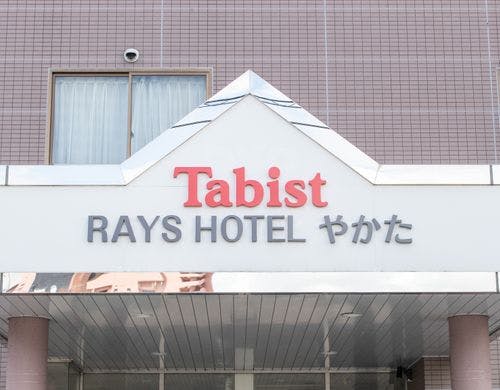 Tabist
RAYS HOTEL やかた